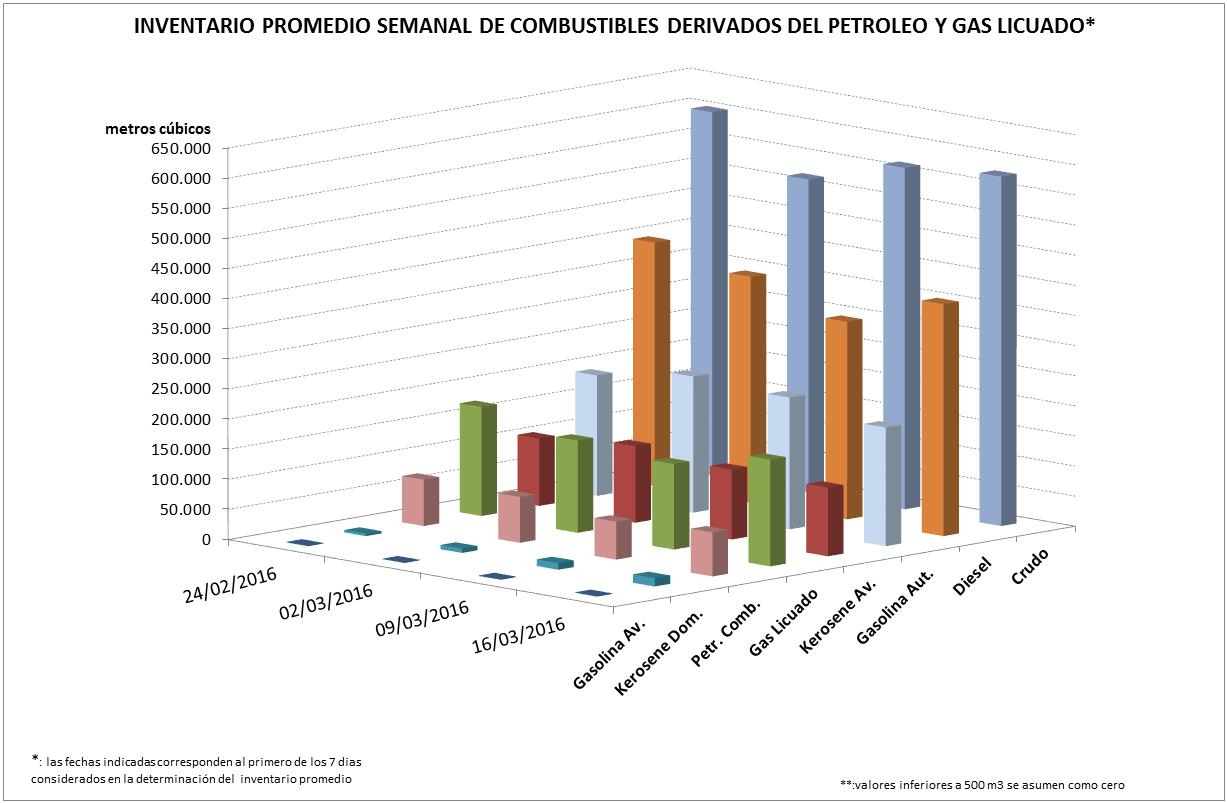 INVENTARIO PROMEDIO SEMANAL DE COMBUSTIBLES DERIVADOS DEL PETROLEO Y GAS LICUADO*
metros cúbicos
650.000
600.000
550.000
500.000
450.000
400.000
350.000
300.000
250.000
200.000
150.000
100.000
50.000
0
24/02/2016
02/03/2016
09/03/2016
16/03/2016
Gasolina Av.
Kerosene Dom.
Petr. Comb.
Gas Licuado
Kerosene Av.
Gasolina Aut.
Diesel
Crudo
*: las fechas indicadas corresponden al primero de los 7 dias
considerados en la determinación del inventario promedio
**:valores inferiores a 500 m3 se asumen como cero